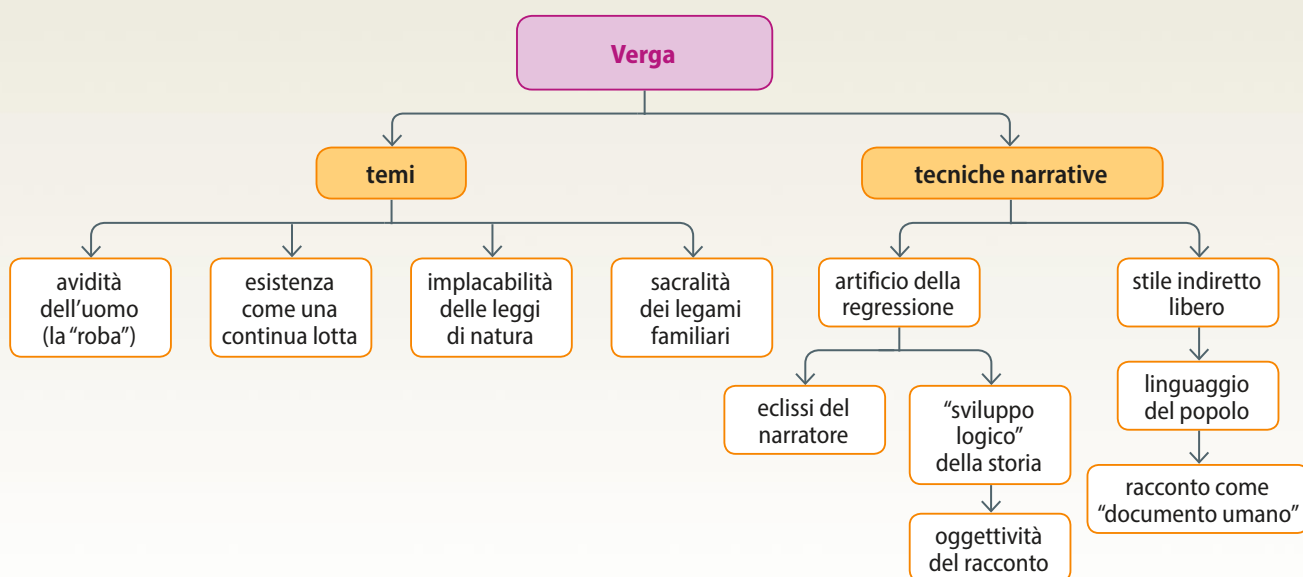 Verga
temi
tecniche narrative
avidità
dell’uomo
(la “roba”)
esistenza
come una
continua lotta
implacabilità
delle leggi
di natura
sacralità
dei legami
familiari
artificio della
regressione
stile indiretto
libero
eclissi del
narratore
“sviluppo
logico”
della storia
linguaggio
del popolo
oggettività
del racconto
racconto come
“documento umano”